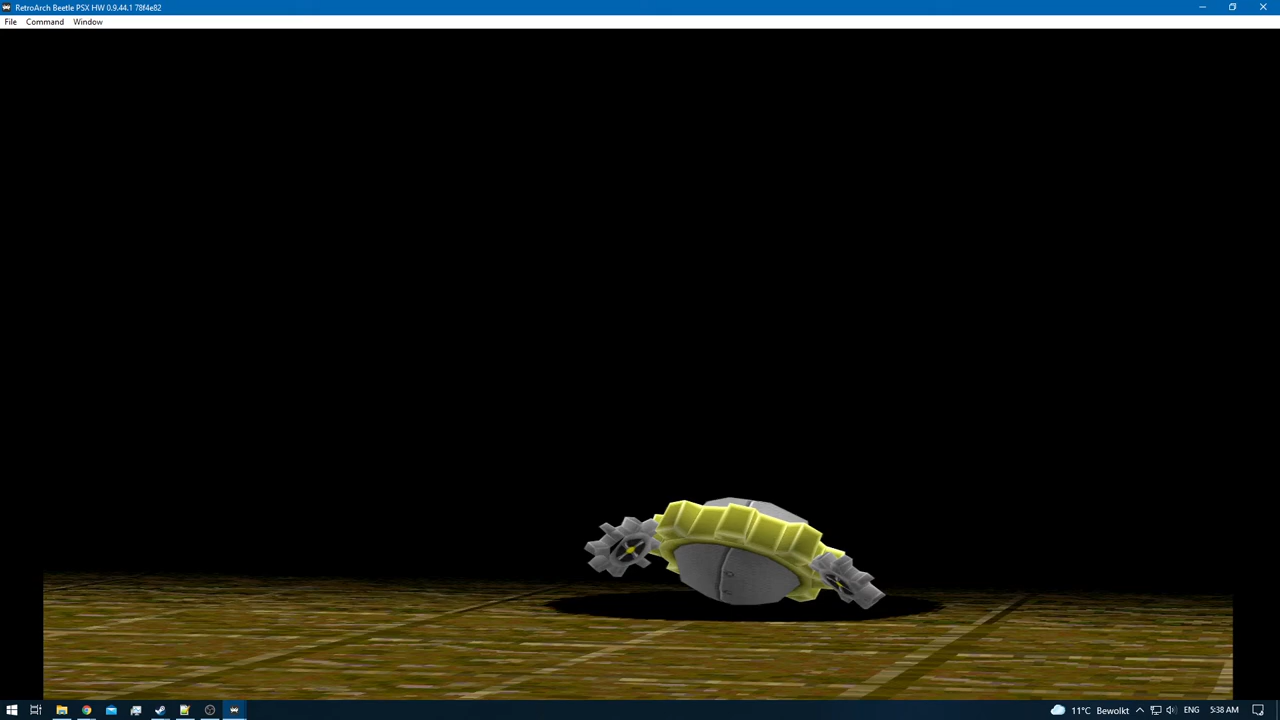 RetroArch Beetle PSX HW 0.9.44.1 78f4e82
File Command Window
11°C Bewolkt ENG 5:38 AM